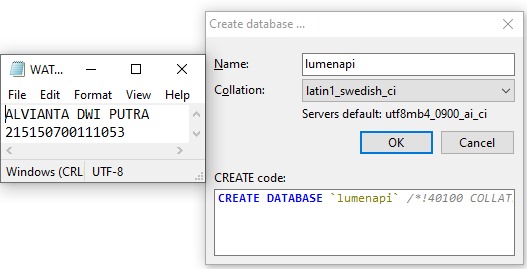 WAT...
File Edit Format View Help
ALVIANTA DWI PUTRA
215150700111053
Windows (CRL UTF-8
Create database ...
Name: lumenapi
Collation: latin1_swedish_ci
Servers default: utf8mb4_0900_ai_ci
OK Cancel
CREATE code:
CREATE DATABASE `lumenapi` /*!40100 COLLAT